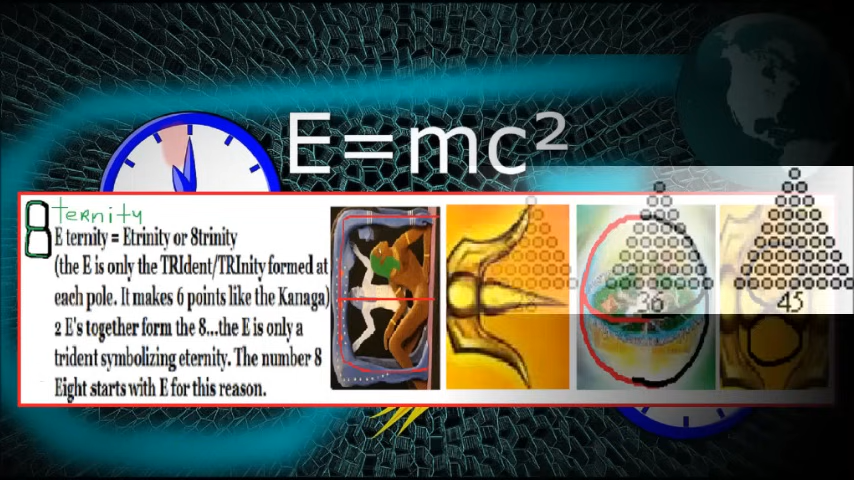 E=mc²
8ternity
E ternity = Etrinity or 8trinity
(the E is only the TRIdent/TRInity formed at
each pole. It makes 6 points like the Kanaga)
2 E's together form the 8...the E is only a
trident symbolizing eternity. The number 8
Eight starts with E for this reason.
36
45